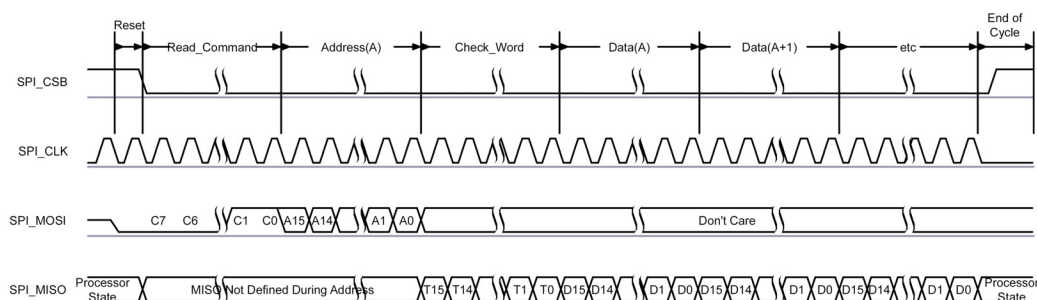 Reset
End of
Cycle
Read_Command Address(A) Check_Word Data(A) Data(A+1) etc
SPI_CSB
SPI_CLK
SPI_MOSI C7 C6 C1 C0 A15 A14 A1 A0 Don't Care
SPI_MISO Processor State MISO Not Defined During Address T15 T14 T1 T0 D15 D14 D1 D0 D15 D14 D1 D0 D15 D14 D1 D0 Processor State